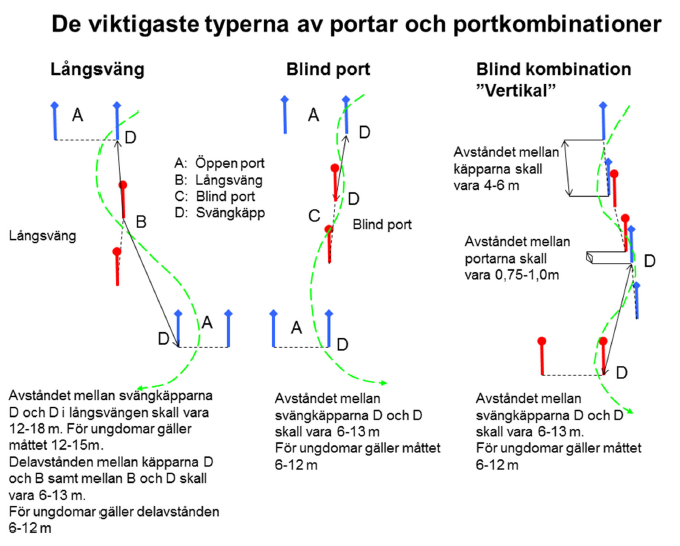 De viktigaste typerna av portar och portkombinationer
Långsväng
A
D
B
Långsväng
D
A
Avståndet mellan svängkäpparna
D och D i långsvängen skall vara
12-18 m. För ungdomar gäller
måttet 12-15m.
Delavstånden mellan käpparna D
och B samt mellan B och D skall
vara 6-13 m.
För ungdomar gäller delavstånden
6-12 m
A: Öppen port
B: Långsväng
C: Blind port
D: Svängkäpp
Blind port
A
D
D
C
Blind port
A
D
Avståndet mellan
svängkäpparna D och D
skall vara 6-13 m
För ungdomar gäller måttet
6-12 m
Blind kombination
”Vertikal”
Avståndet mellan
käpparna skall
vara 4-6 m
Avståndet mellan
portarna skall
vara 0,75-1,0m
D
D
Avståndet mellan
svängkäpparna D och D
skall vara 6-13 m.
För ungdomar gäller måttet
6-12 m